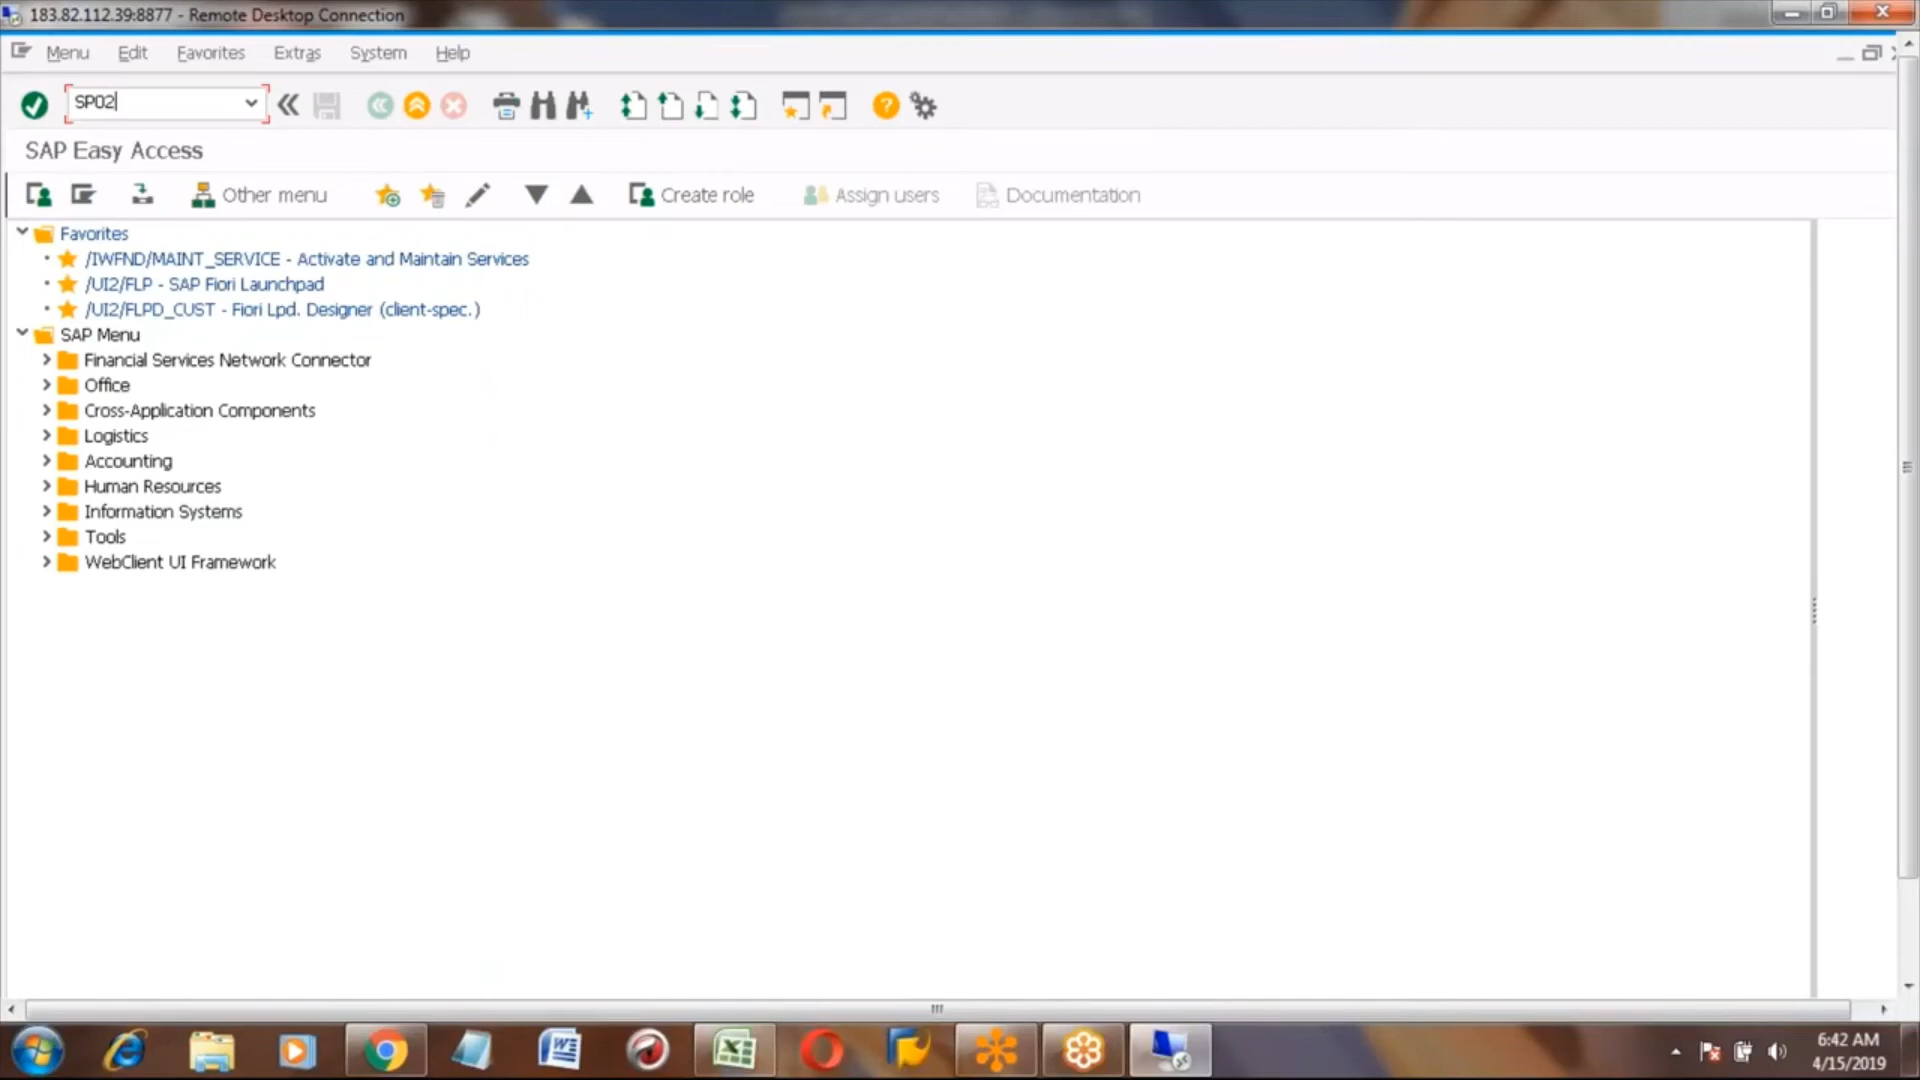 183.82.112.39:8877 - Remote Desktop Connection
Menu Edit Favorites Extras System Help
SP02
SAP Easy Access
Other menu Create role Assign users Documentation
Favorites
/IWFND/MAINT_SERVICE - Activate and Maintain Services
/UI2/FLP - SAP Fiori Launchpad
/UI2/FLPD_CUST - Fiori Lpd. Designer (client-spec.)
SAP Menu
Financial Services Network Connector
Office
Cross-Application Components
Logistics
Accounting
Human Resources
Information Systems
Tools
WebClient UI Framework
6:42 AM
4/15/2019